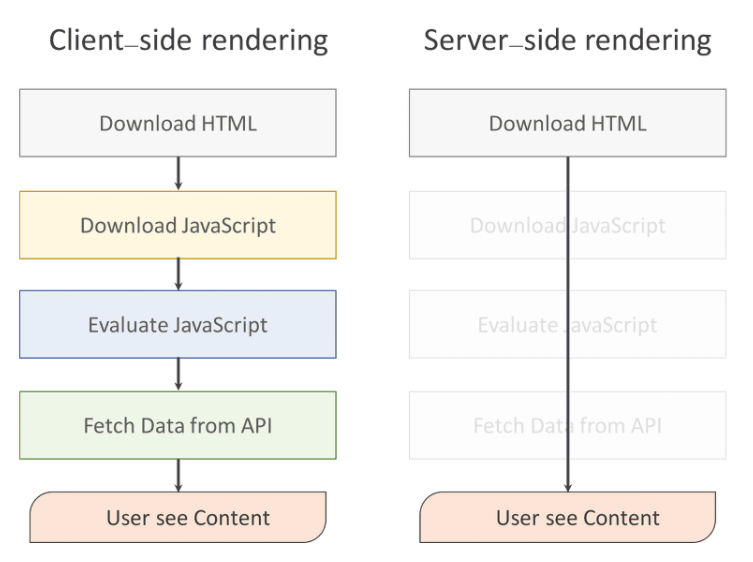 Client–side rendering
Download HTML
Download JavaScript
Evaluate JavaScript
Fetch Data from API
User see Content
Server–side rendering
Download HTML
Download JavaScript
Evaluate JavaScript
Fetch Data from API
User see Content